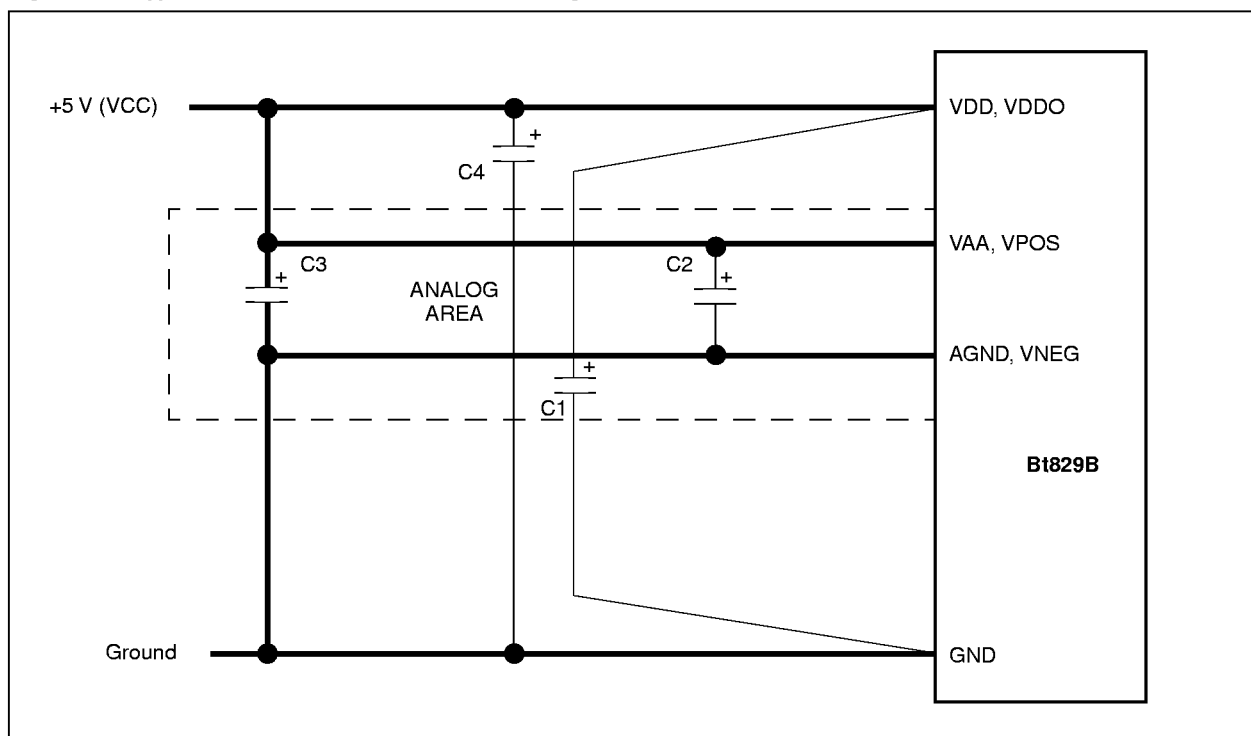 +5 V (VCC)
VDD, VDDO
+
C4
VAA, VPOS
C3
C2
+
+
ANALOG
AREA
AGND, VNEG
+
C1
Bt829B
Ground
GND